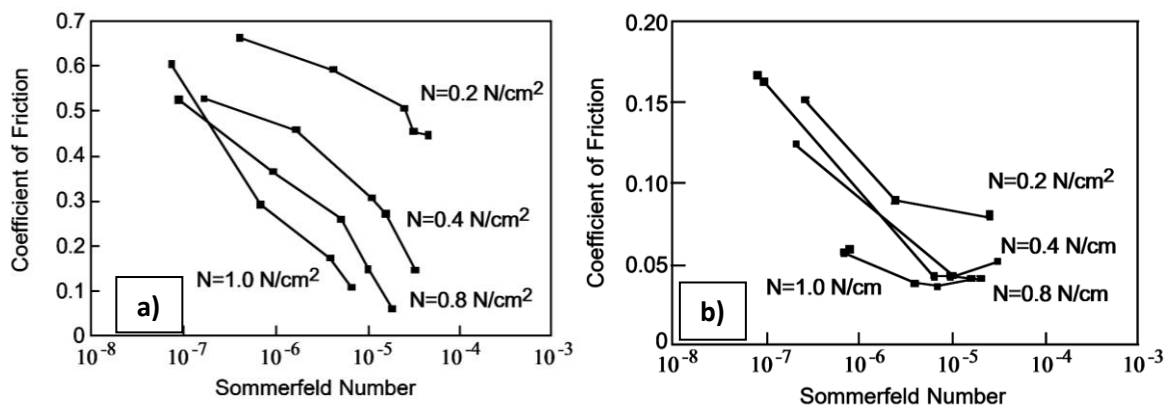 0.7
0.6
0.5
0.4
0.3
0.2
0.1
0
Coefficient of Friction
N=0.2 N/cm²
N=0.4 N/cm²
N=1.0 N/cm²
N=0.8 N/cm²
a)
10⁻⁸ 10⁻⁷ 10⁻⁶ 10⁻⁵ 10⁻⁴ 10⁻³
Sommerfeld Number
0.20
0.15
0.10
0.05
0.00
Coefficient of Friction
N=0.2 N/cm²
N=0.4 N/cm
N=1.0 N/cm
N=0.8 N/cm
b)
10⁻⁸ 10⁻⁷ 10⁻⁶ 10⁻⁵ 10⁻⁴ 10⁻³
Sommerfeld Number